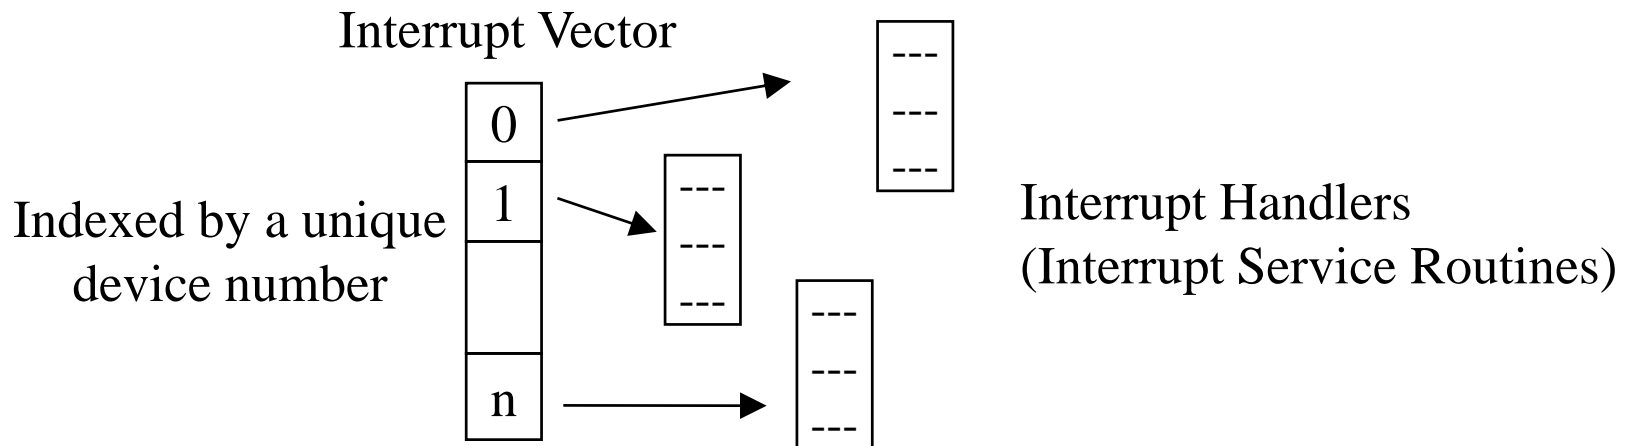 Interrupt Vector
0
1
n
Indexed by a unique
device number
---
---
---
---
---
---
---
---
---
Interrupt Handlers
(Interrupt Service Routines)